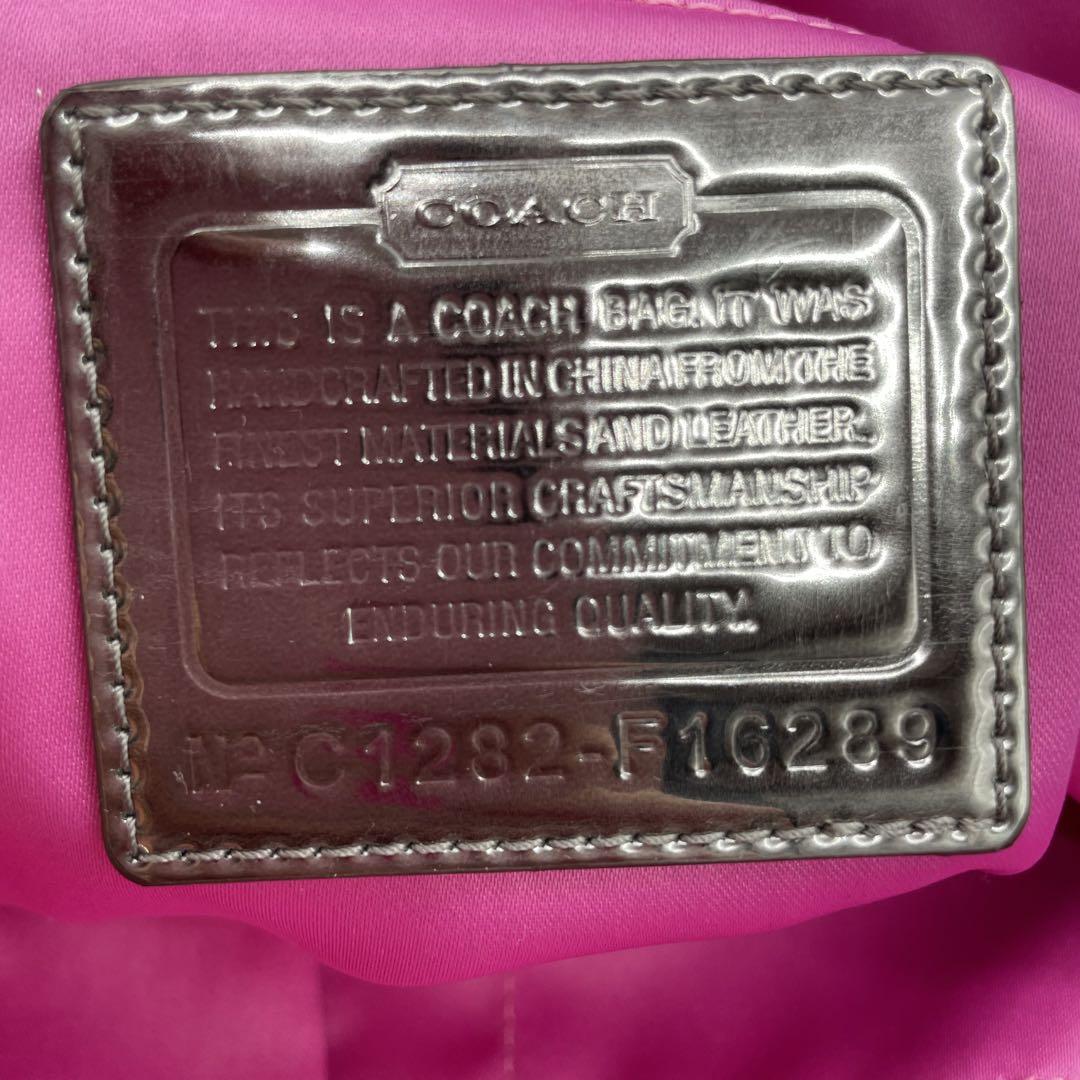 COACH
THIS IS A COACH BAG. IT WAS
HANDCRAFTED IN CHINA FROM THE
FINEST MATERIALS AND LEATHER.
ITS SUPERIOR CRAFTSMANSHIP
REFLECTS OUR COMMITMENT TO
ENDURING QUALITY.
Nº C1282-F16289